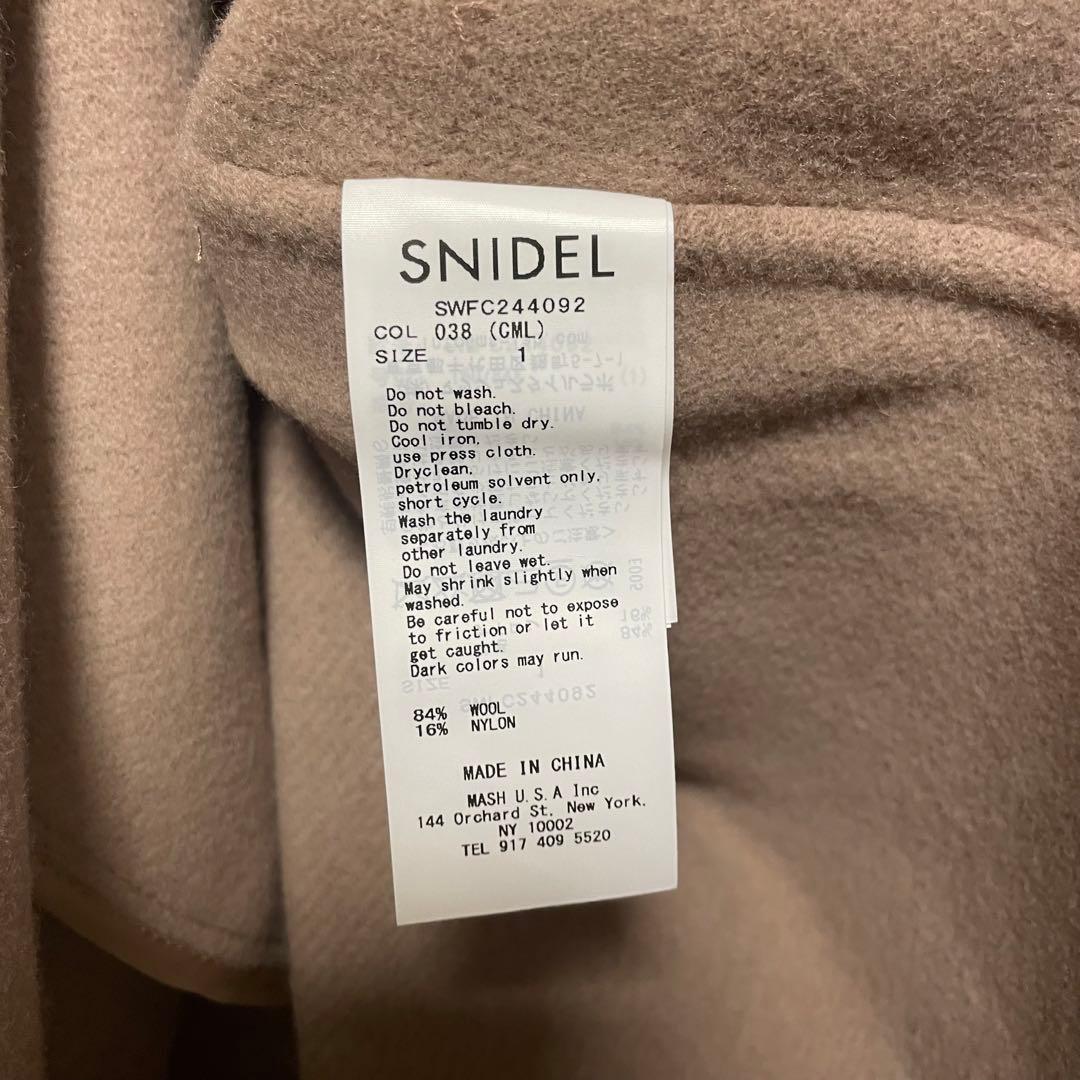 SNIDEL
SWFC244092
COL 038 (CML)
SIZE 1
Do not wash.
Do not bleach.
Do not tumble dry.
Cool iron,
use press cloth.
Dryclean,
petroleum solvent only,
short cycle.
Wash the laundry
separately from
other laundry.
Do not leave wet.
May shrink slightly when
washed.
Be careful not to expose
to friction or let it
get caught.
Dark colors may run.
84% WOOL
16% NYLON
MADE IN CHINA
MASH U.S.A Inc
144 Orchard St, New York,
NY 10002
TEL 917 409 5520